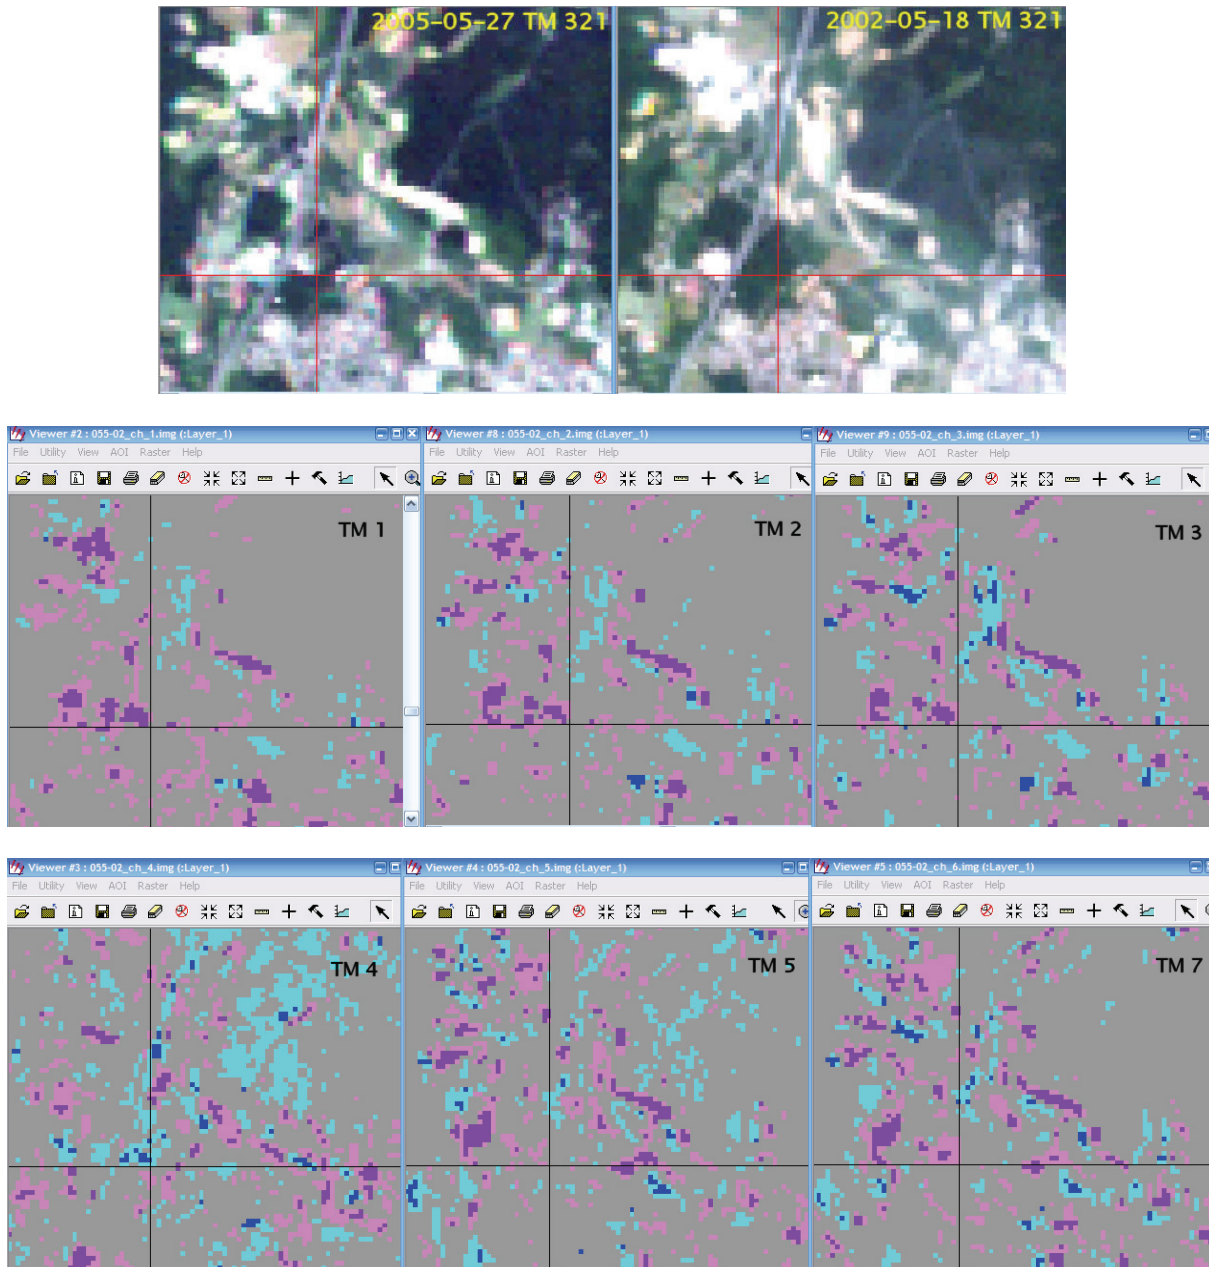 2005-05-27 TM 321
2002-05-18 TM 321
Viewer #2 : 055-02_ch_1.img (:Layer_1)
File Utility View AOI Raster Help
TM 1
Viewer #8 : 055-02_ch_2.img (:Layer_1)
File Utility View AOI Raster Help
TM 2
Viewer #9 : 055-02_ch_3.img (:Layer_1)
File Utility View AOI Raster Help
TM 3
Viewer #3 : 055-02_ch_4.img (:Layer_1)
File Utility View AOI Raster Help
TM 4
Viewer #4 : 055-02_ch_5.img (:Layer_1)
File Utility View AOI Raster Help
TM 5
Viewer #5 : 055-02_ch_6.img (:Layer_1)
File Utility View AOI Raster Help
TM 7